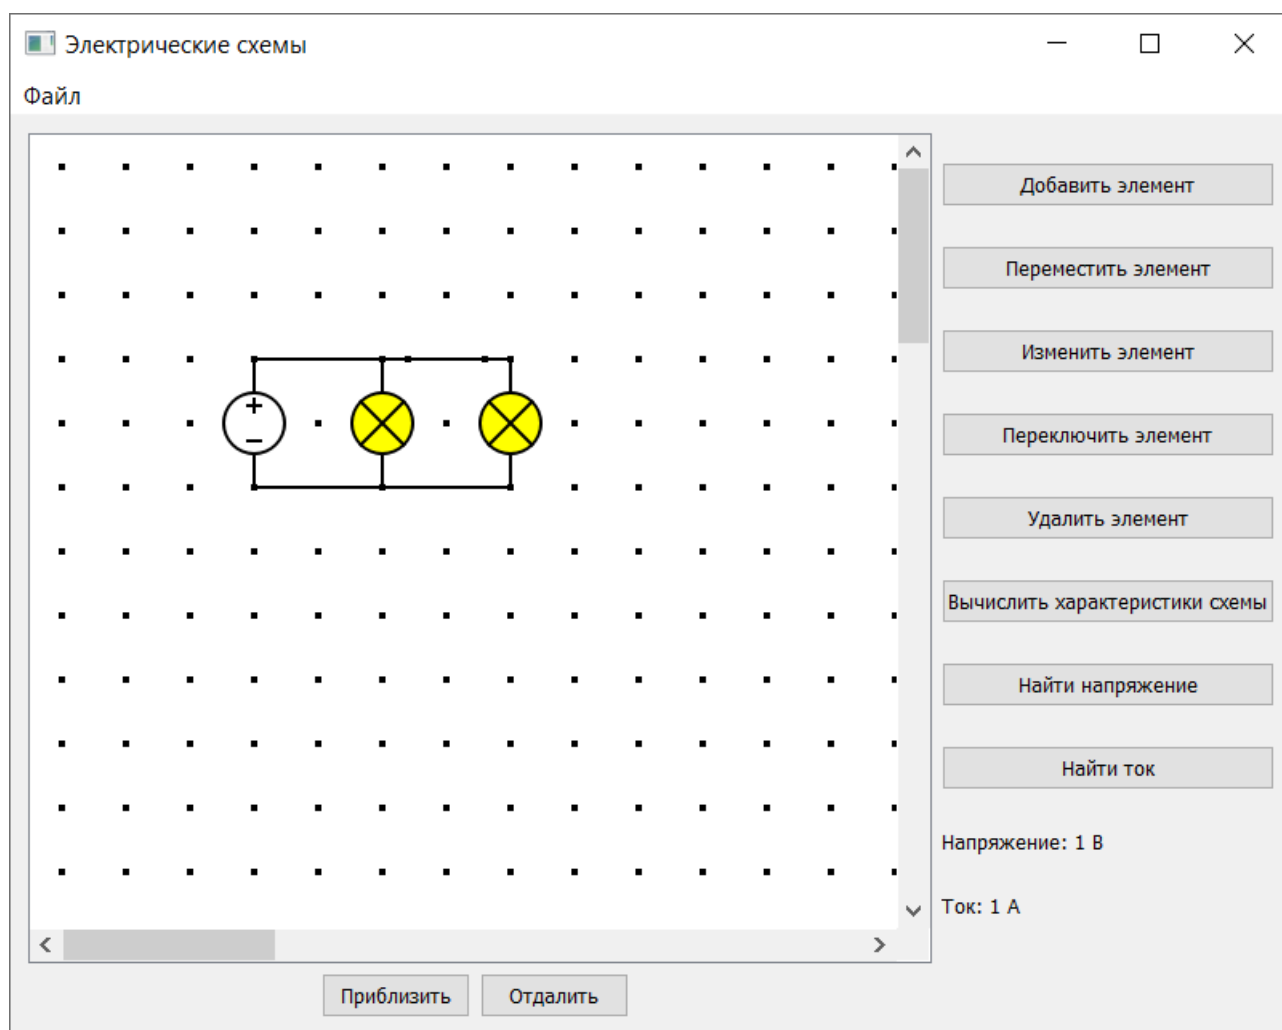 Электрические схемы
Файл
Добавить элемент
Переместить элемент
Изменить элемент
Переключить элемент
Удалить элемент
Вычислить характеристики схемы
Найти напряжение
Найти ток
Напряжение: 1 В
Ток: 1 А
Приблизить
Отдалить